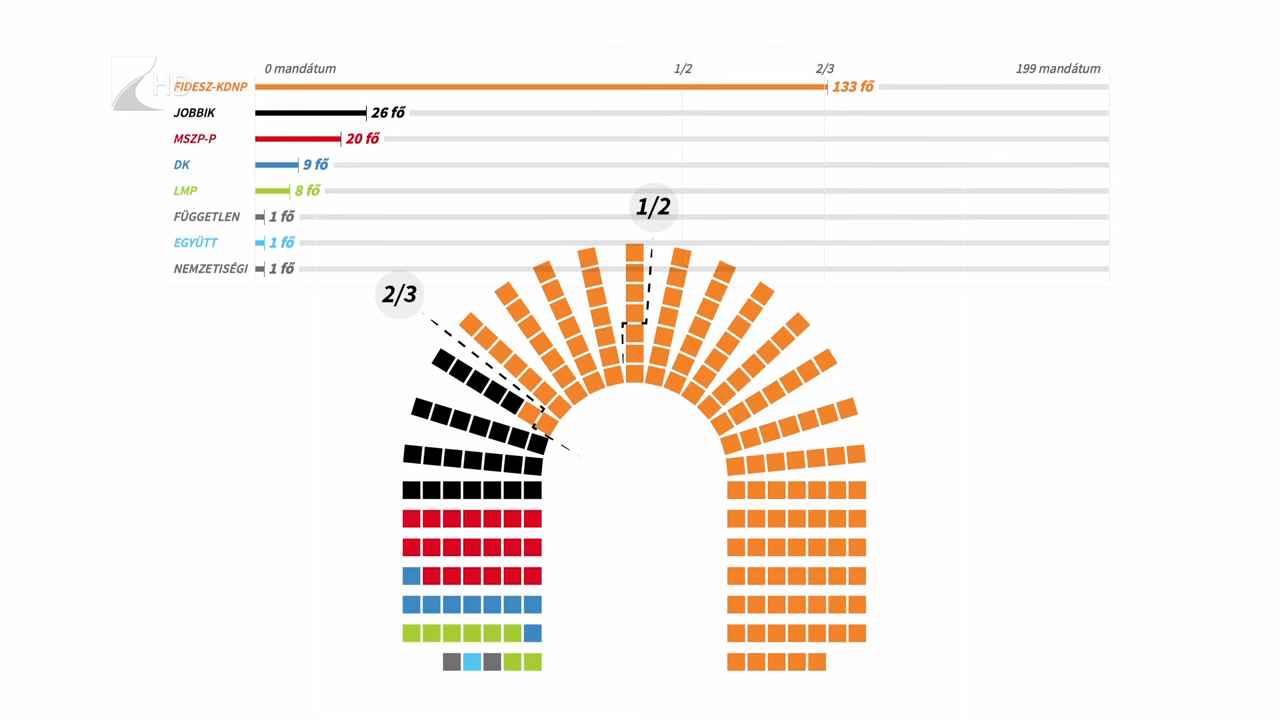 0 mandátum 1/2 2/3 199 mandátum
HD
FIDESZ-KDNP 133 fő
JOBBIK 26 fő
MSZP-P 20 fő
DK 9 fő
LMP 8 fő
FÜGGETLEN 1 fő
EGYÜTT 1 fő
NEMZETISÉGI 1 fő
1/2
2/3